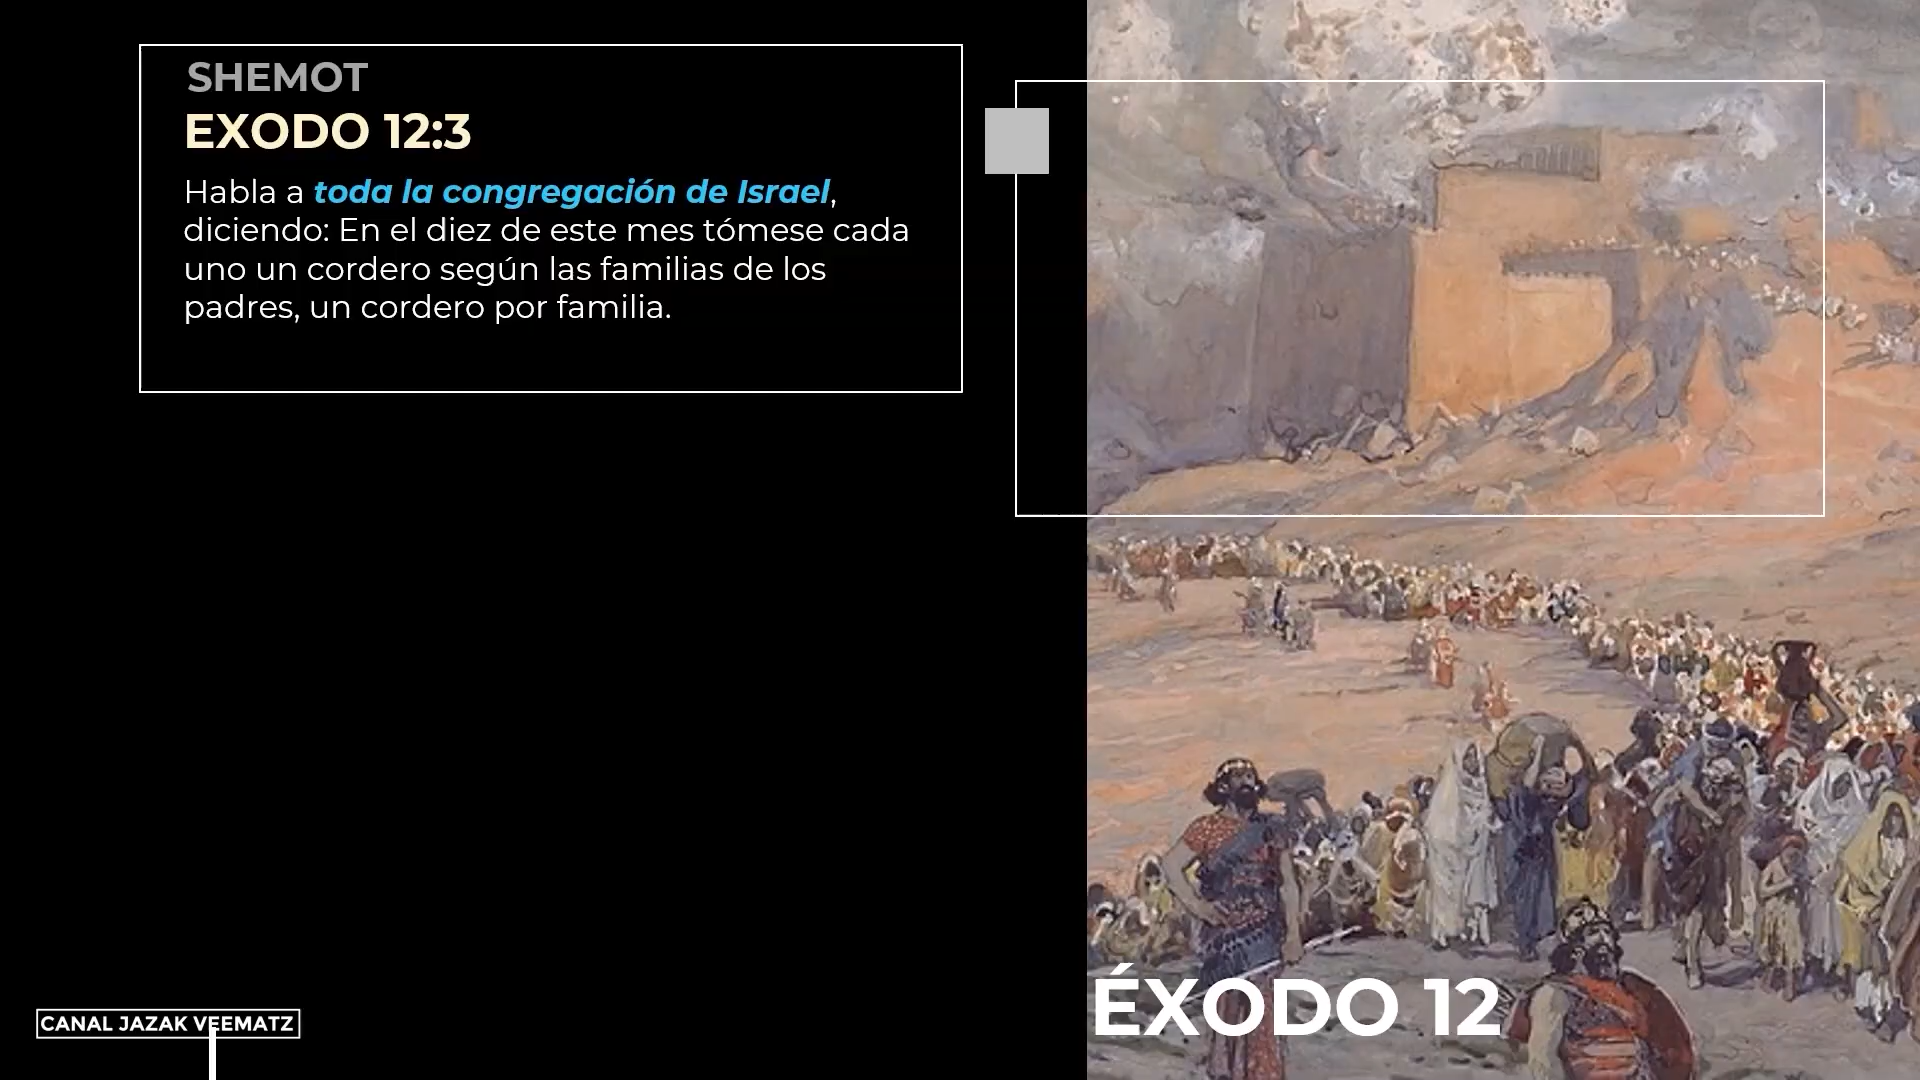 SHEMOT
EXODO 12:3
Habla a toda la congregación de Israel,
diciendo: En el diez de este mes tómese cada
uno un cordero según las familias de los
padres, un cordero por familia.
ÉXODO 12
CANAL JAZAK VEEMATZ